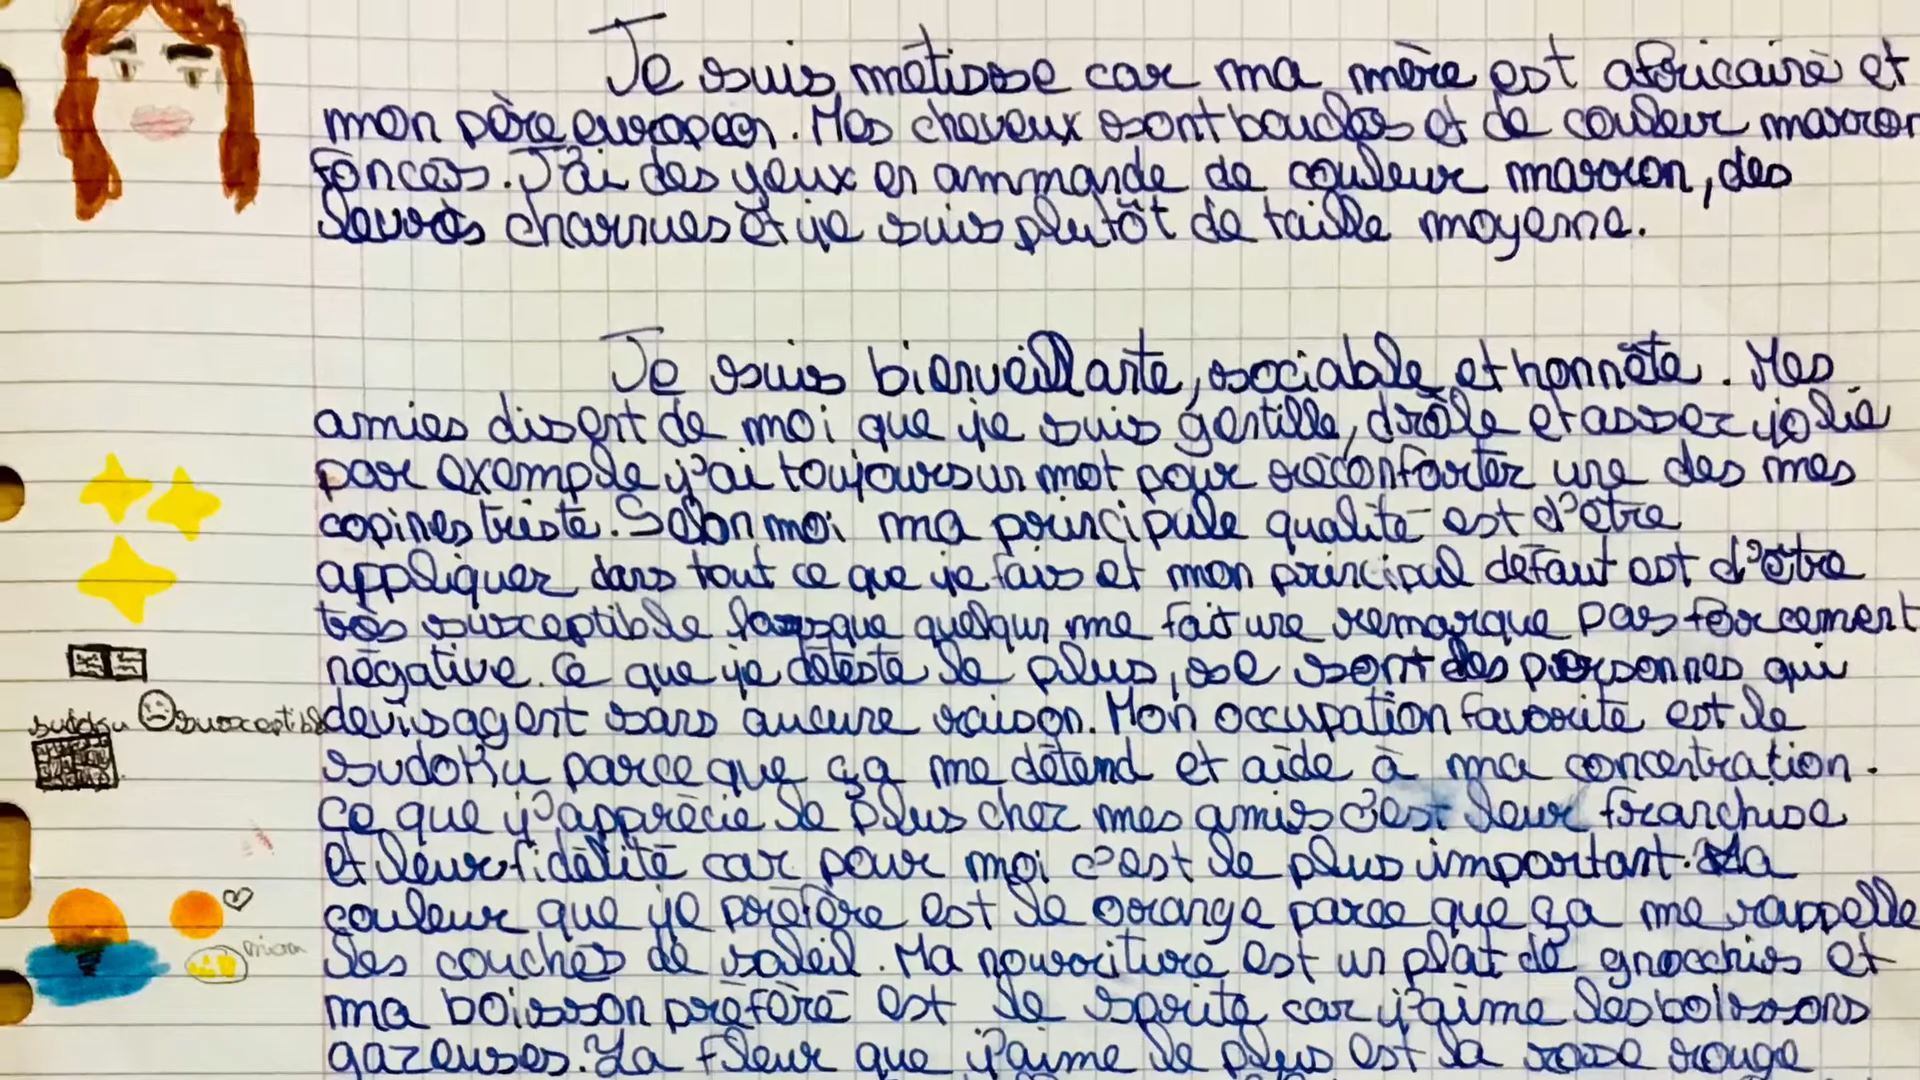 Je suis métisse car ma mère est africaine et
mon père européen. Mes cheveux sont bouclés et de couleur marron
foncés. J'ai des yeux en ammande de couleur marron, des
levres charnues et je suis plutôt de taille moyenne.
Je suis bienveillante, sociable et honnête. Mes
amies disent de moi que je suis gentille, drôle et assez jolie
par exemple j'ai toujours un mot pour réconforter une des mes
copines triste. Selon moi ma principale qualité est d'être
appliquer dans tout ce que je fais et mon principal défaut est d'être
très susceptible lorsque quelqun me fait une remarque pas forcement
négative. Ce que je déteste le plus, se sont des personnes qui
sudoku susceptible
devisagent sans aucune raison. Mon occupation favorite est le
sudoku parce que ça me détend et aide à ma concentration.
Ce que j'apprécie le plus chez mes amis c'est leur franchise
et leur fidélité car pour moi c'est le plus important. La
couleur que je préfère est le orange parce que ça me rappelle
les couchés de soleil. Ma nourriture est un plat de gnocchis et
miam
ma boisson préféré est le sprite car j'aime les boissons
gazeuses. La fleur que j'aime le plus est la rose rouge